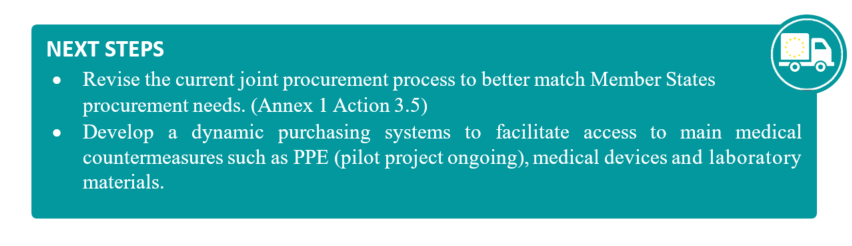 NEXT STEPS
• Revise the current joint procurement process to better match Member States
procurement needs. (Annex 1 Action 3.5)
• Develop a dynamic purchasing systems to facilitate access to main medical
countermeasures such as PPE (pilot project ongoing), medical devices and laboratory
materials.